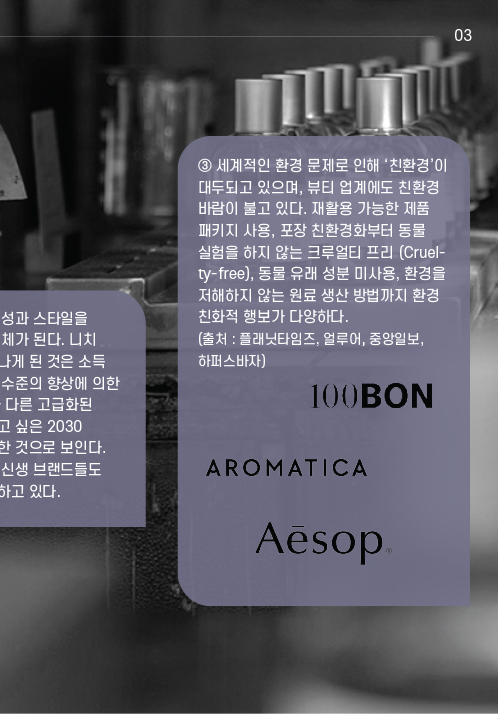 03
성과 스타일을
체가 된다. 니치
나게 된 것은 소득
수준의 향상에 의한
다른 고급화된
고 싶은 2030
한 것으로 보인다.
신생 브랜드들도
하고 있다.
③ 세계적인 환경 문제로 인해 ‘친환경’이
대두되고 있으며, 뷰티 업계에도 친환경
바람이 불고 있다. 재활용 가능한 제품
패키지 사용, 포장 친환경화부터 동물
실험을 하지 않는 크루얼티 프리 (Cruel-
ty-free), 동물 유래 성분 미사용, 환경을
저해하지 않는 원료 생산 방법까지 환경
친화적 행보가 다양하다.
(출처 : 플래닛타임즈, 얼루어, 중앙일보,
하퍼스바자)
100BON
AROMATICA
Aēsop®